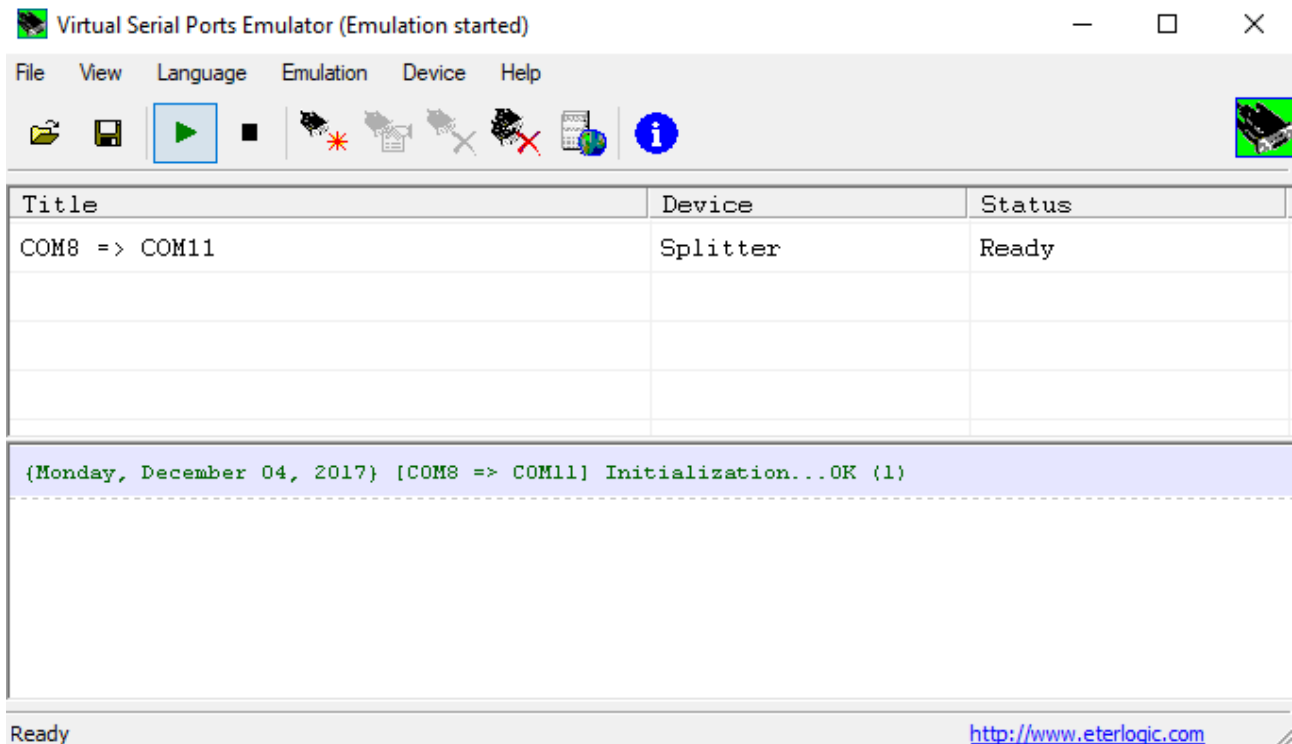 Virtual Serial Ports Emulator (Emulation started)
File View Language Emulation Device Help
Title Device Status
COM8 => COM11 Splitter Ready
{Monday, December 04, 2017} [COM8 => COM11] Initialization...OK (1)
Ready http://www.eterlogic.com